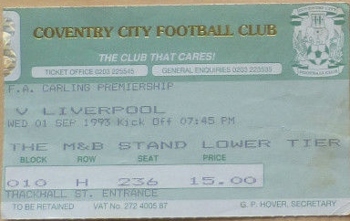 COVENTRY CITY FOOTBALL CLUB
THE CLUB THAT CARES!
TICKET OFFICE 0203 225545
GENERAL ENQUIRIES 0203 223535
F.A. CARLING PREMIERSHIP
V LIVERPOOL
WED 01 SEP 1993 Kick Off 07:45 PM
THE M&B STAND LOWER TIER
BLOCK ROW SEAT PRICE
010 H 236 15.00
THACKHALL ST. ENTRANCE
TO BE RETAINED
VAT No. 272 4005 87
G. P. HOVER, SECRETARY